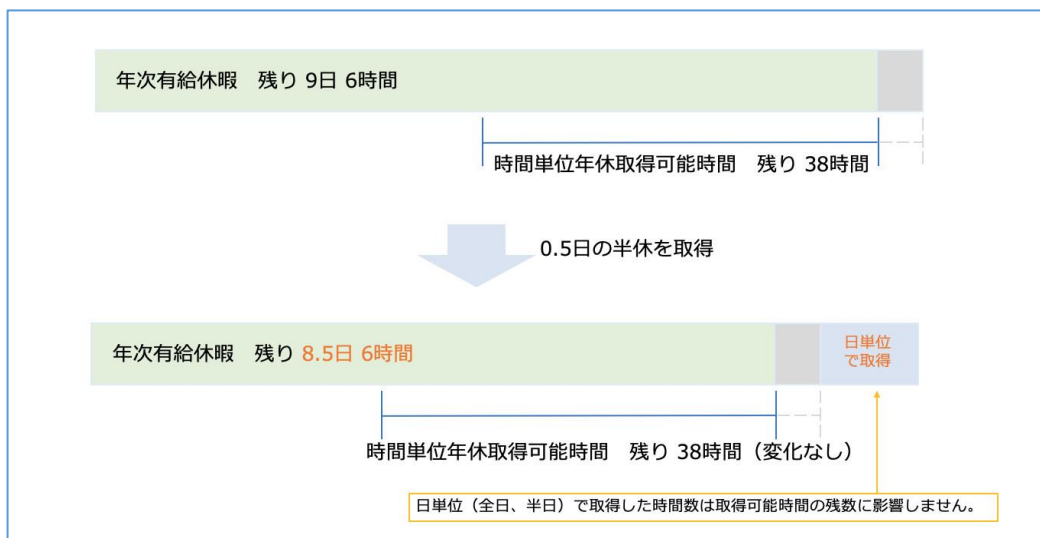 年次有給休暇　残り 9日 6時間
時間単位年休取得可能時間　残り 38時間
0.5日の半休を取得
年次有給休暇　残り 8.5日 6時間
日単位
で取得
時間単位年休取得可能時間　残り 38時間（変化なし）
日単位（全日、半日）で取得した時間数は取得可能時間の残数に影響しません。